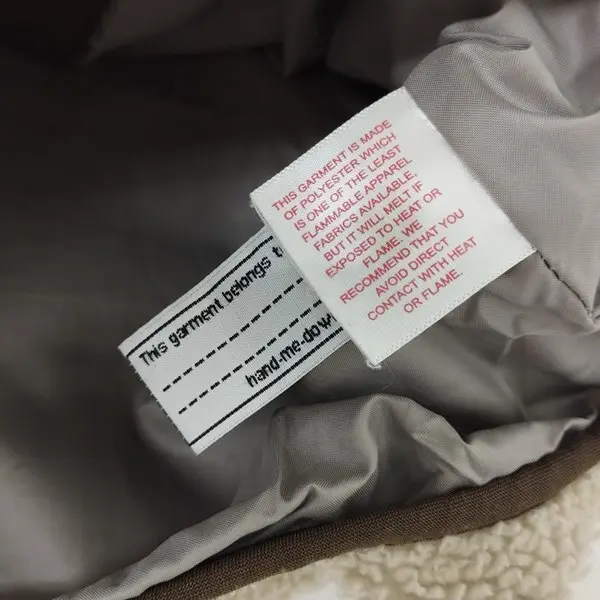 THIS GARMENT IS MADE
OF POLYESTER WHICH
IS ONE OF THE LEAST
FLAMMABLE APPAREL
FABRICS AVAILABLE.
BUT IT WILL MELT IF
EXPOSED TO HEAT OR
FLAME. WE
RECOMMEND THAT YOU
AVOID DIRECT
CONTACT WITH HEAT
OR FLAME.
This garment belongs
hand-me-dow